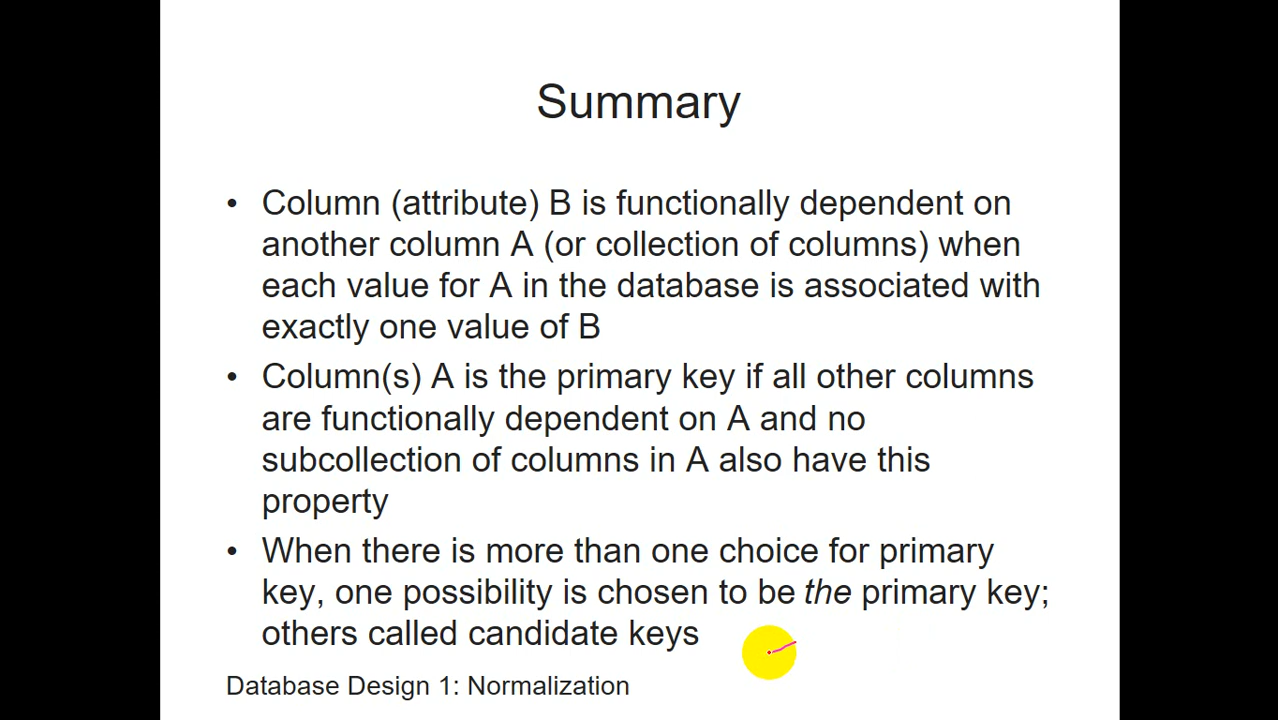 Summary
• Column (attribute) B is functionally dependent on
another column A (or collection of columns) when
each value for A in the database is associated with
exactly one value of B
• Column(s) A is the primary key if all other columns
are functionally dependent on A and no
subcollection of columns in A also have this
property
• When there is more than one choice for primary
key, one possibility is chosen to be the primary key;
others called candidate keys
Database Design 1: Normalization